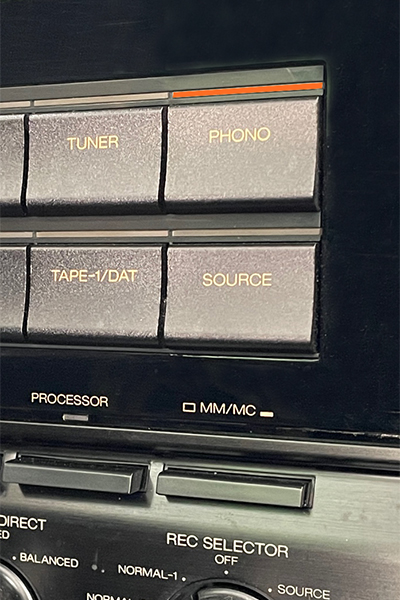 TUNER PHONO
TAPE-1/DAT SOURCE
PROCESSOR MM/MC
DIRECT REC SELECTOR
OFF
BALANCED NORMAL-1 SOURCE